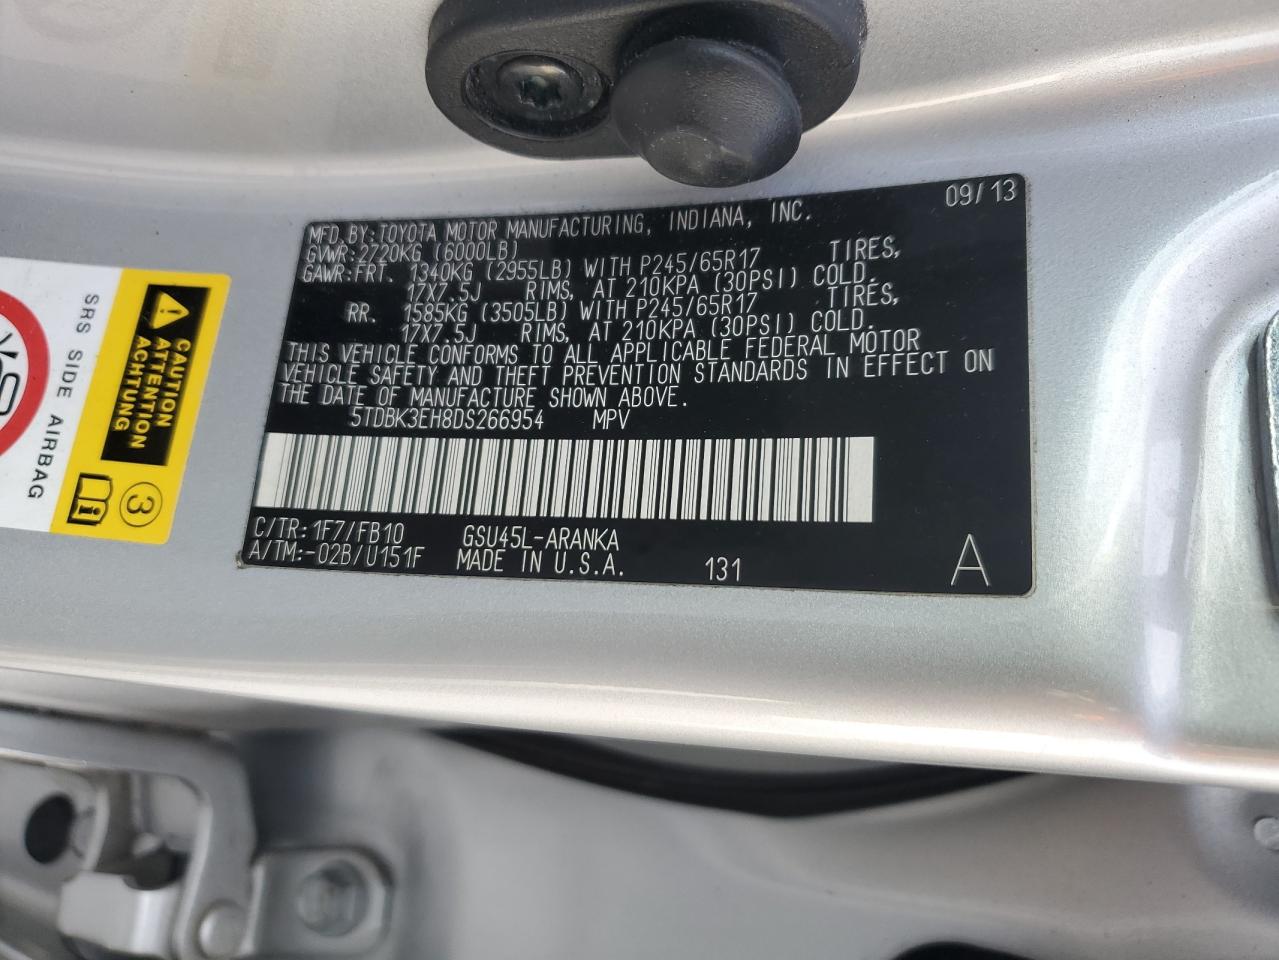 09/13
MFD. BY: TOYOTA MOTOR MANUFACTURING, INDIANA, INC.
GVWR: 2720KG (6000LB)
GAWR: FRT. 1340KG (2955LB) WITH P245/65R17 TIRES,
17X7.5J RIMS, AT 210KPA (30PSI) COLD.
RR. 1585KG (3505LB) WITH P245/65R17 TIRES,
17X7.5J RIMS, AT 210KPA (30PSI) COLD.
THIS VEHICLE CONFORMS TO ALL APPLICABLE FEDERAL MOTOR
VEHICLE SAFETY AND THEFT PREVENTION STANDARDS IN EFFECT ON
THE DATE OF MANUFACTURE SHOWN ABOVE.
5TDBK3EH8DS266954 MPV
C/TR: 1F7/FB10 GSU45L-ARANKA
A/TM: -02B/U151F MADE IN U.S.A. 131 A
CAUTION
ATTENTION
ACHTUNG
3
SRS SIDE AIRBAG